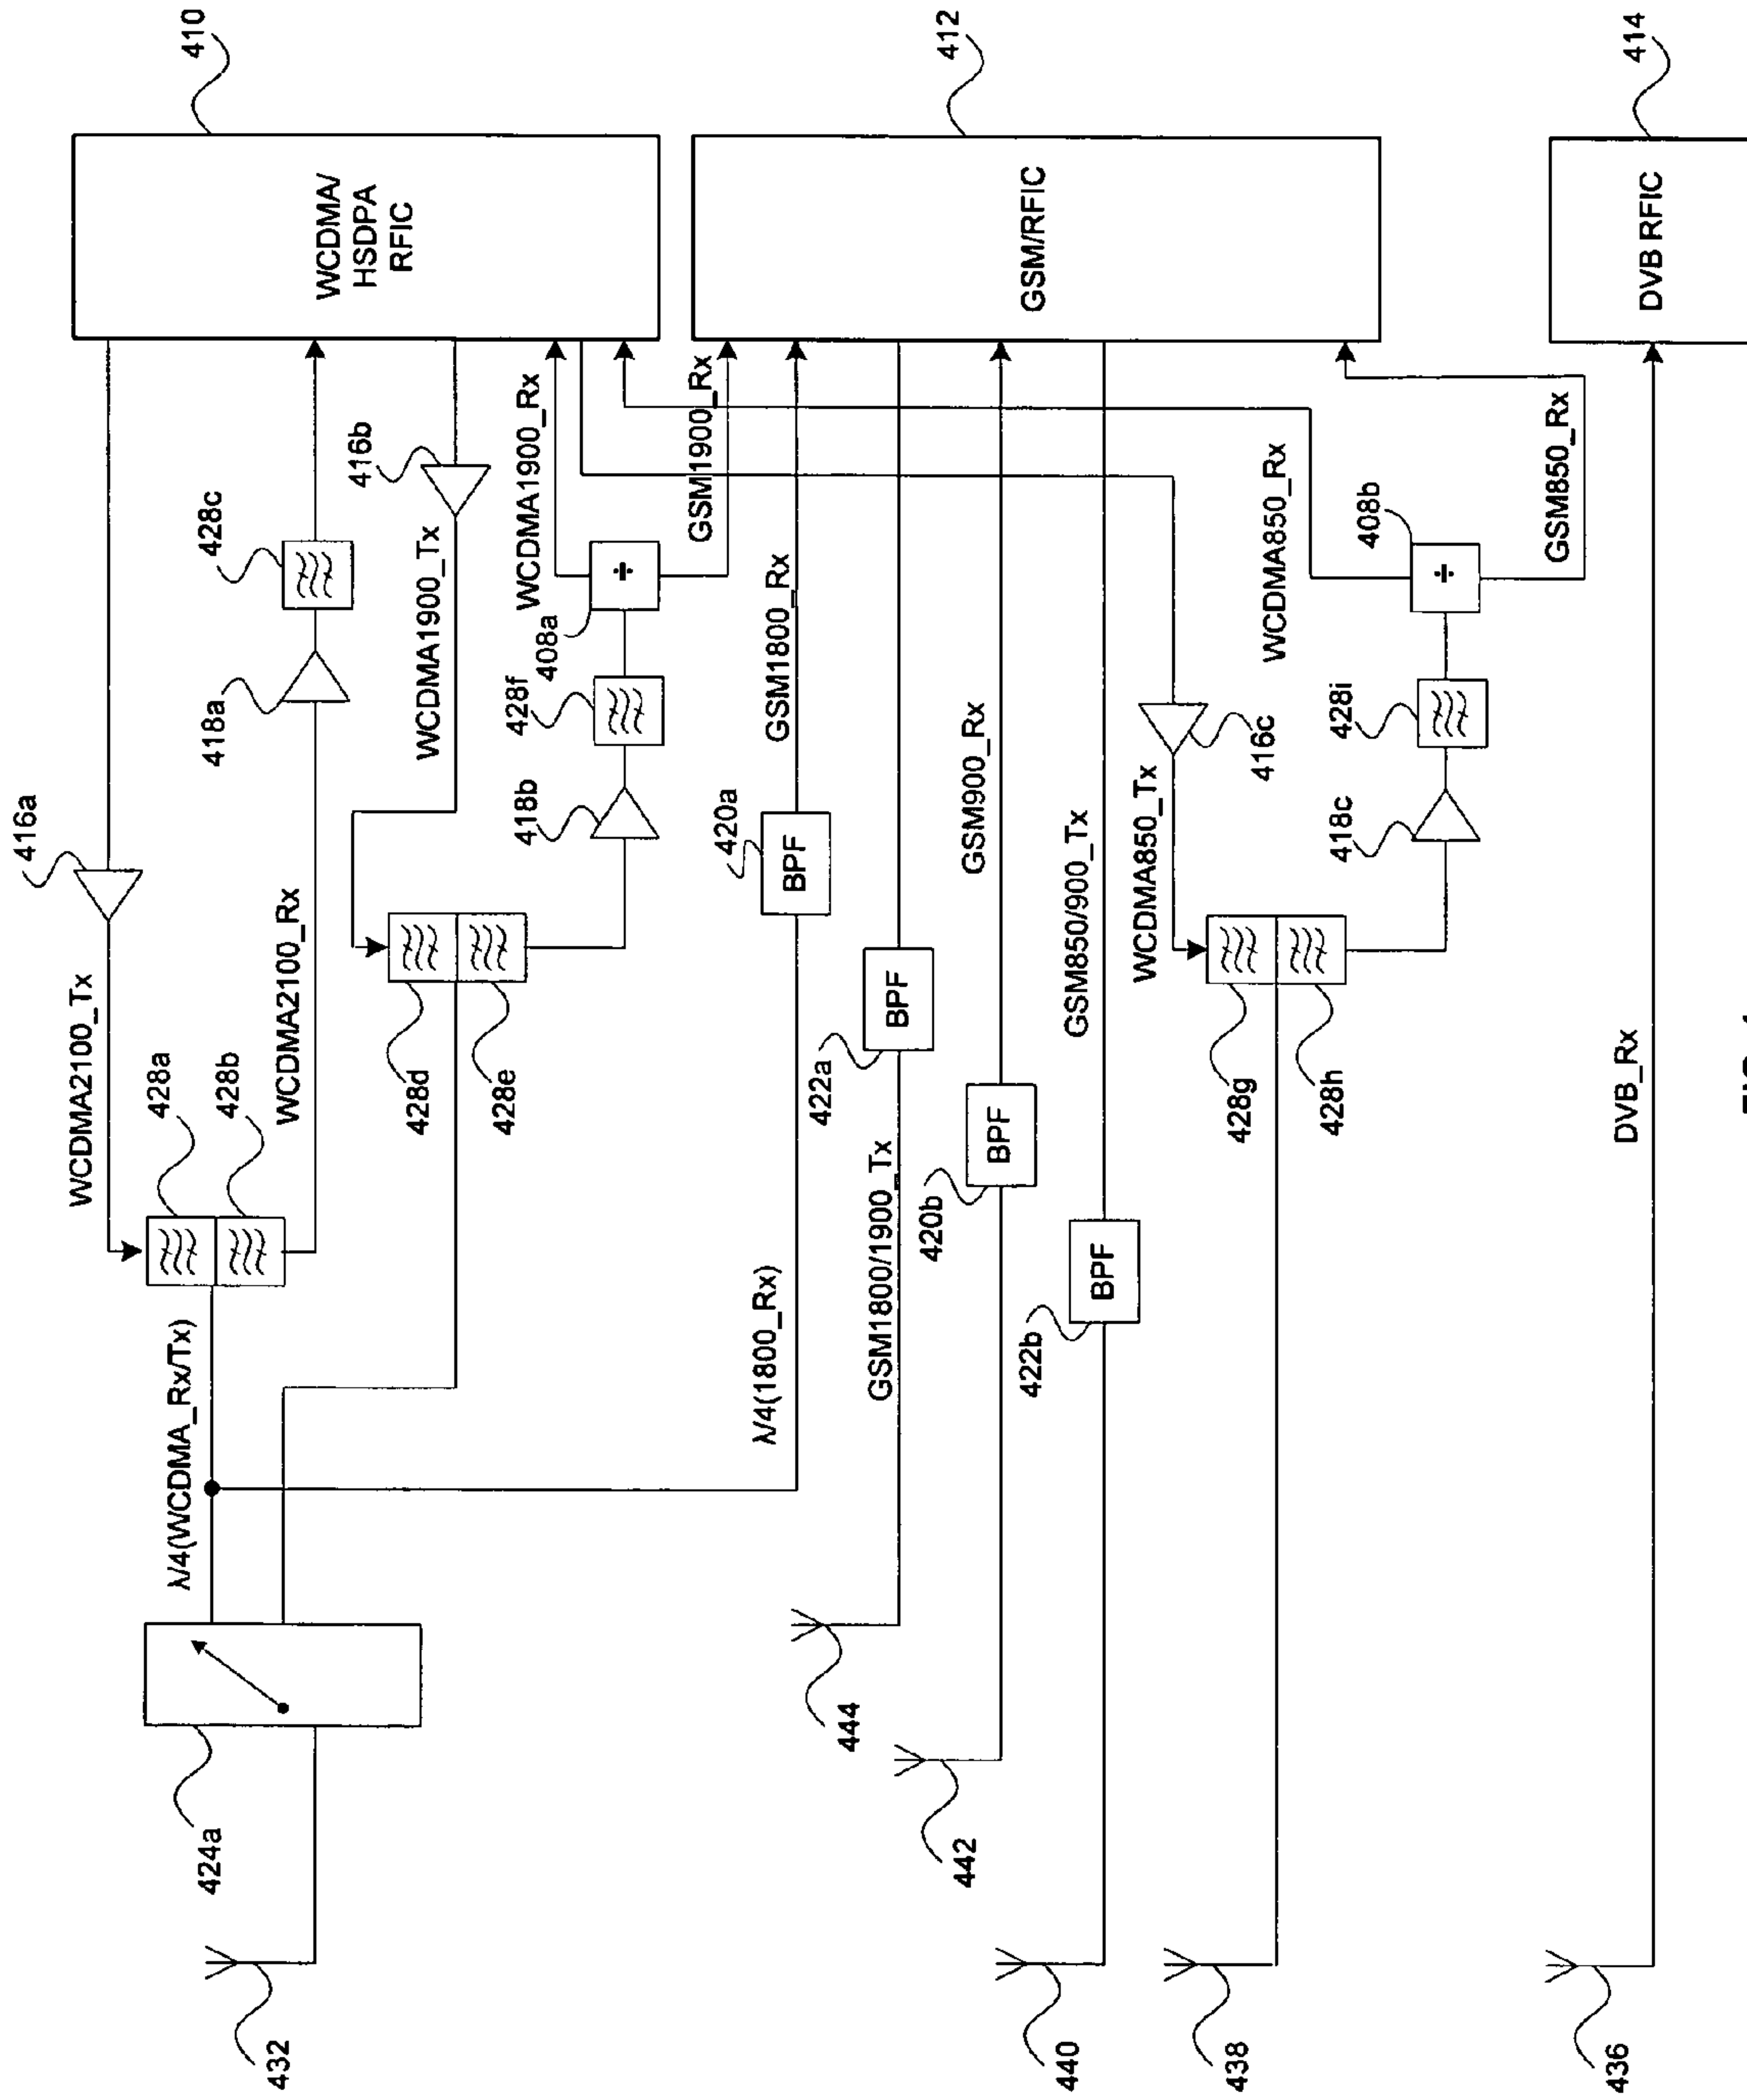 410
WCDMA/
HSDPA
RFIC
412
GSM/RFIC
414
DVB RFIC
416a
WCDMA2100_Tx
428a
428b
WCDMA2100_Rx
418a
428c
416b
WCDMA1900_Tx
λ/4(WCDMA_Rx/Tx)
428d
428e
418b
428f
408a
÷
WCDMA1900_Rx
GSM1900_Rx
424a
432
λ/4(1800_Rx)
420a
BPF
GSM1800_Rx
444
GSM1800/1900_Tx
422a
BPF
442
420b
BPF
GSM900_Rx
440
422b
BPF
GSM850/900_Tx
438
WCDMA850_Tx
416c
428g
428h
418c
428i
408b
÷
WCDMA850_Rx
GSM850_Rx
436
DVB_Rx